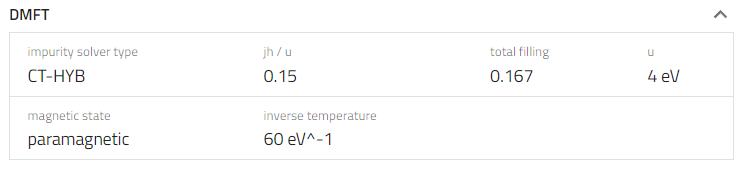 DMFT
impurity solver type jh / u total filling u
CT-HYB 0.15 0.167 4 eV
magnetic state inverse temperature
paramagnetic 60 eV^-1